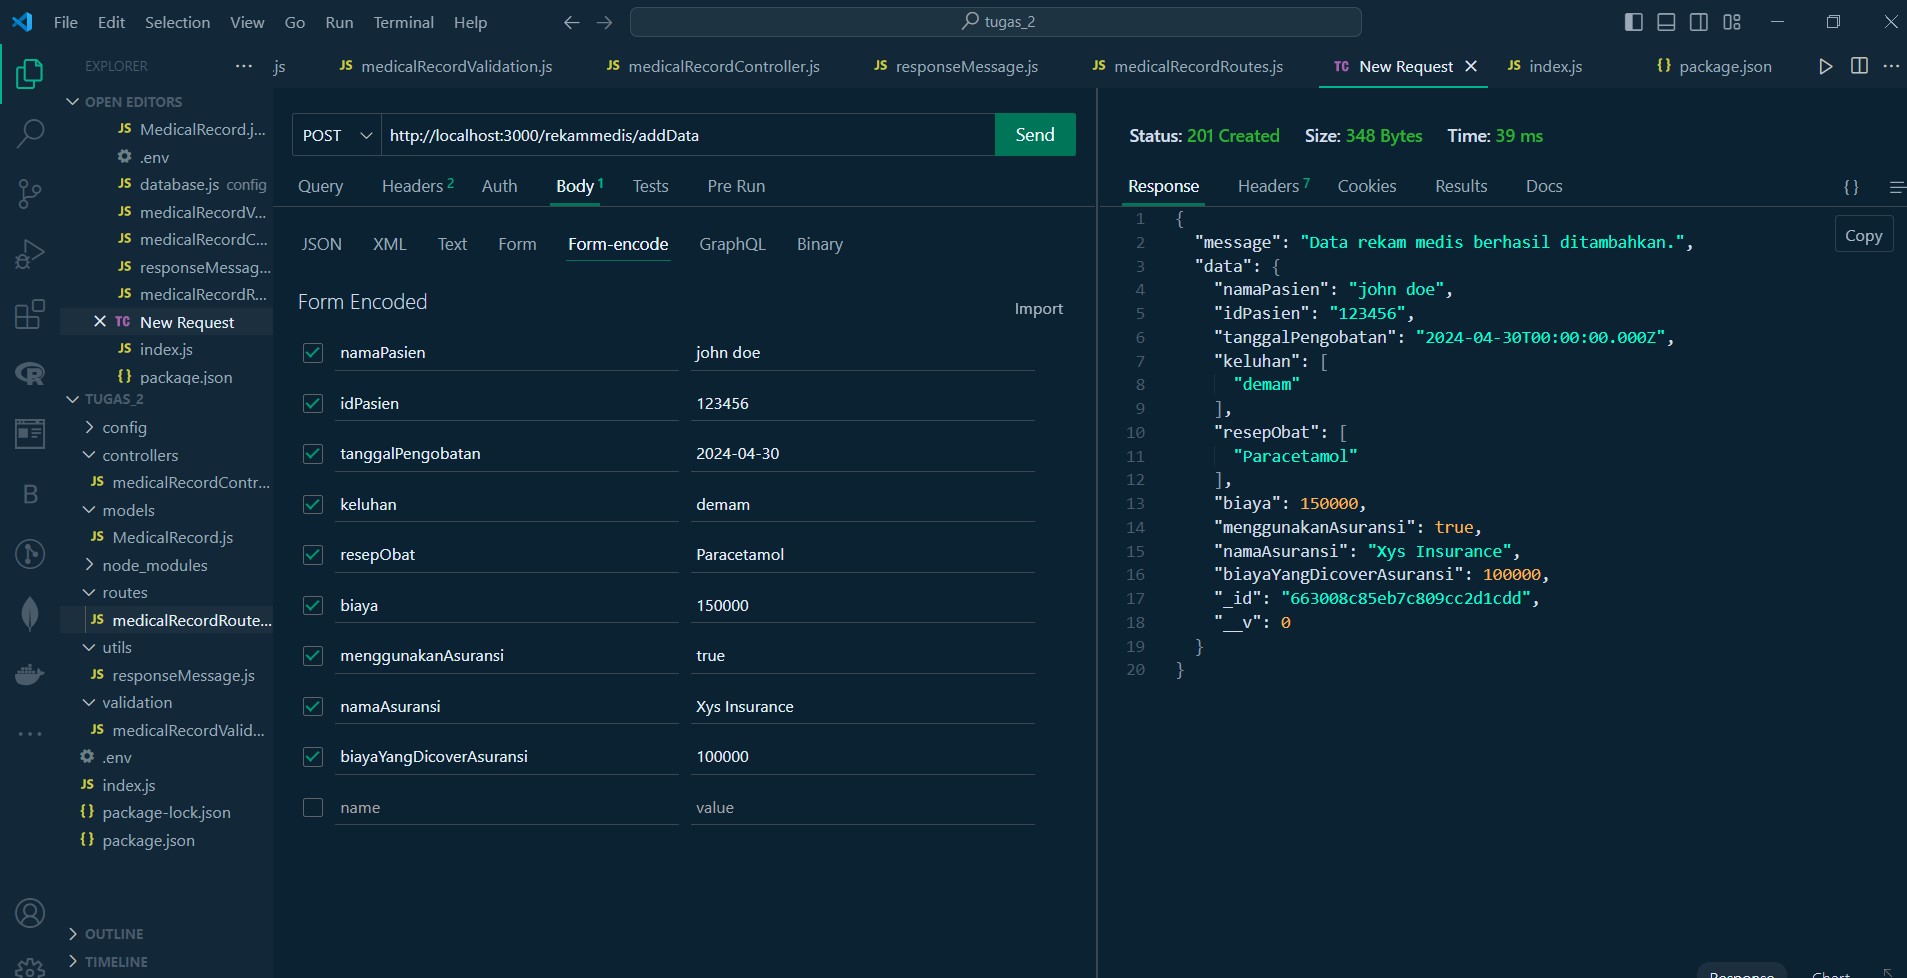 File Edit Selection View Go Run Terminal Help
tugas_2
EXPLORER
.js
JS medicalRecordValidation.js
JS medicalRecordController.js
JS responseMessage.js
JS medicalRecordRoutes.js
TC New Request
JS index.js
{} package.json
OPEN EDITORS
JS MedicalRecord.j...
.env
JS database.js config
JS medicalRecordV...
JS medicalRecordC...
JS responseMessag...
JS medicalRecordR...
TC New Request
JS index.js
{} package.json
TUGAS_2
config
controllers
JS medicalRecordContr...
models
JS MedicalRecord.js
node_modules
routes
JS medicalRecordRoute...
utils
JS responseMessage.js
validation
JS medicalRecordValid...
.env
JS index.js
{} package-lock.json
{} package.json
OUTLINE
TIMELINE
POST http://localhost:3000/rekammedis/addData Send
Query Headers 2 Auth Body 1 Tests Pre Run
JSON XML Text Form Form-encode GraphQL Binary
Form Encoded
Import
namaPasien john doe
idPasien 123456
tanggalPengobatan 2024-04-30
keluhan demam
resepObat Paracetamol
biaya 150000
menggunakanAsuransi true
namaAsuransi Xys Insurance
biayaYangDicoverAsuransi 100000
name value
Status: 201 Created Size: 348 Bytes Time: 39 ms
Response Headers 7 Cookies Results Docs {}
Copy
1 {
2 "message": "Data rekam medis berhasil ditambahkan.",
3 "data": {
4 "namaPasien": "john doe",
5 "idPasien": "123456",
6 "tanggalPengobatan": "2024-04-30T00:00:00.000Z",
7 "keluhan": [
8 "demam"
9 ],
10 "resepObat": [
11 "Paracetamol"
12 ],
13 "biaya": 150000,
14 "menggunakanAsuransi": true,
15 "namaAsuransi": "Xys Insurance",
16 "biayaYangDicoverAsuransi": 100000,
17 "_id": "663008c85eb7c809cc2d1cdd",
18 "__v": 0
19 }
20 }
Response Chart